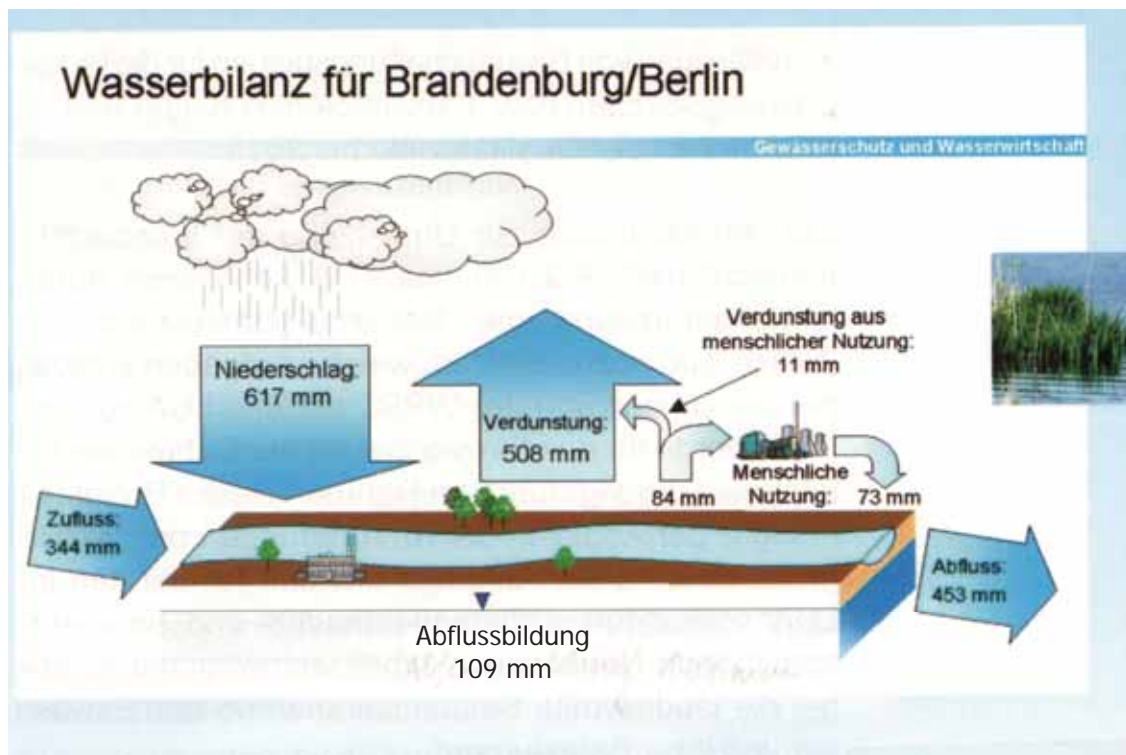 Wasserbilanz für Brandenburg/Berlin
Gewässerschutz und Wasserwirtschaft
Niederschlag:
617 mm
Verdunstung:
508 mm
Verdunstung aus
menschlicher Nutzung:
11 mm
Menschliche
Nutzung:
84 mm
73 mm
Zufluss:
344 mm
Abfluss:
453 mm
Abflussbildung
109 mm